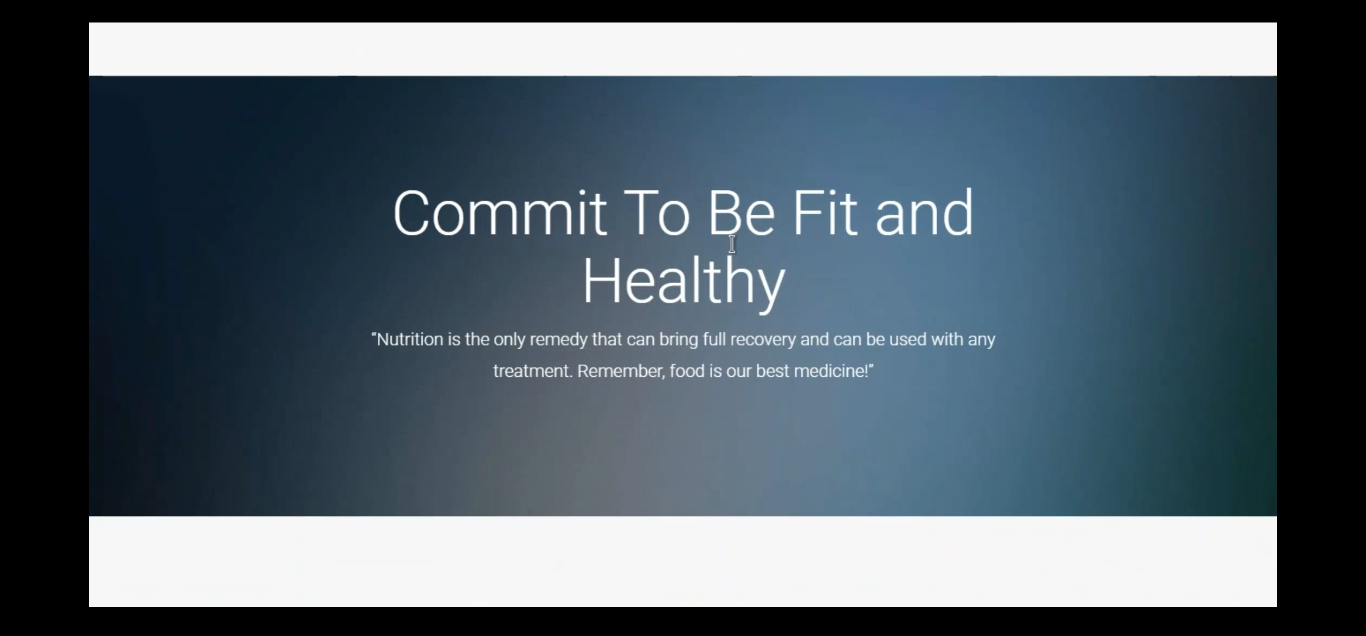 Commit To Be Fit and
Healthy
“Nutrition is the only remedy that can bring full recovery and can be used with any
treatment. Remember, food is our best medicine!”